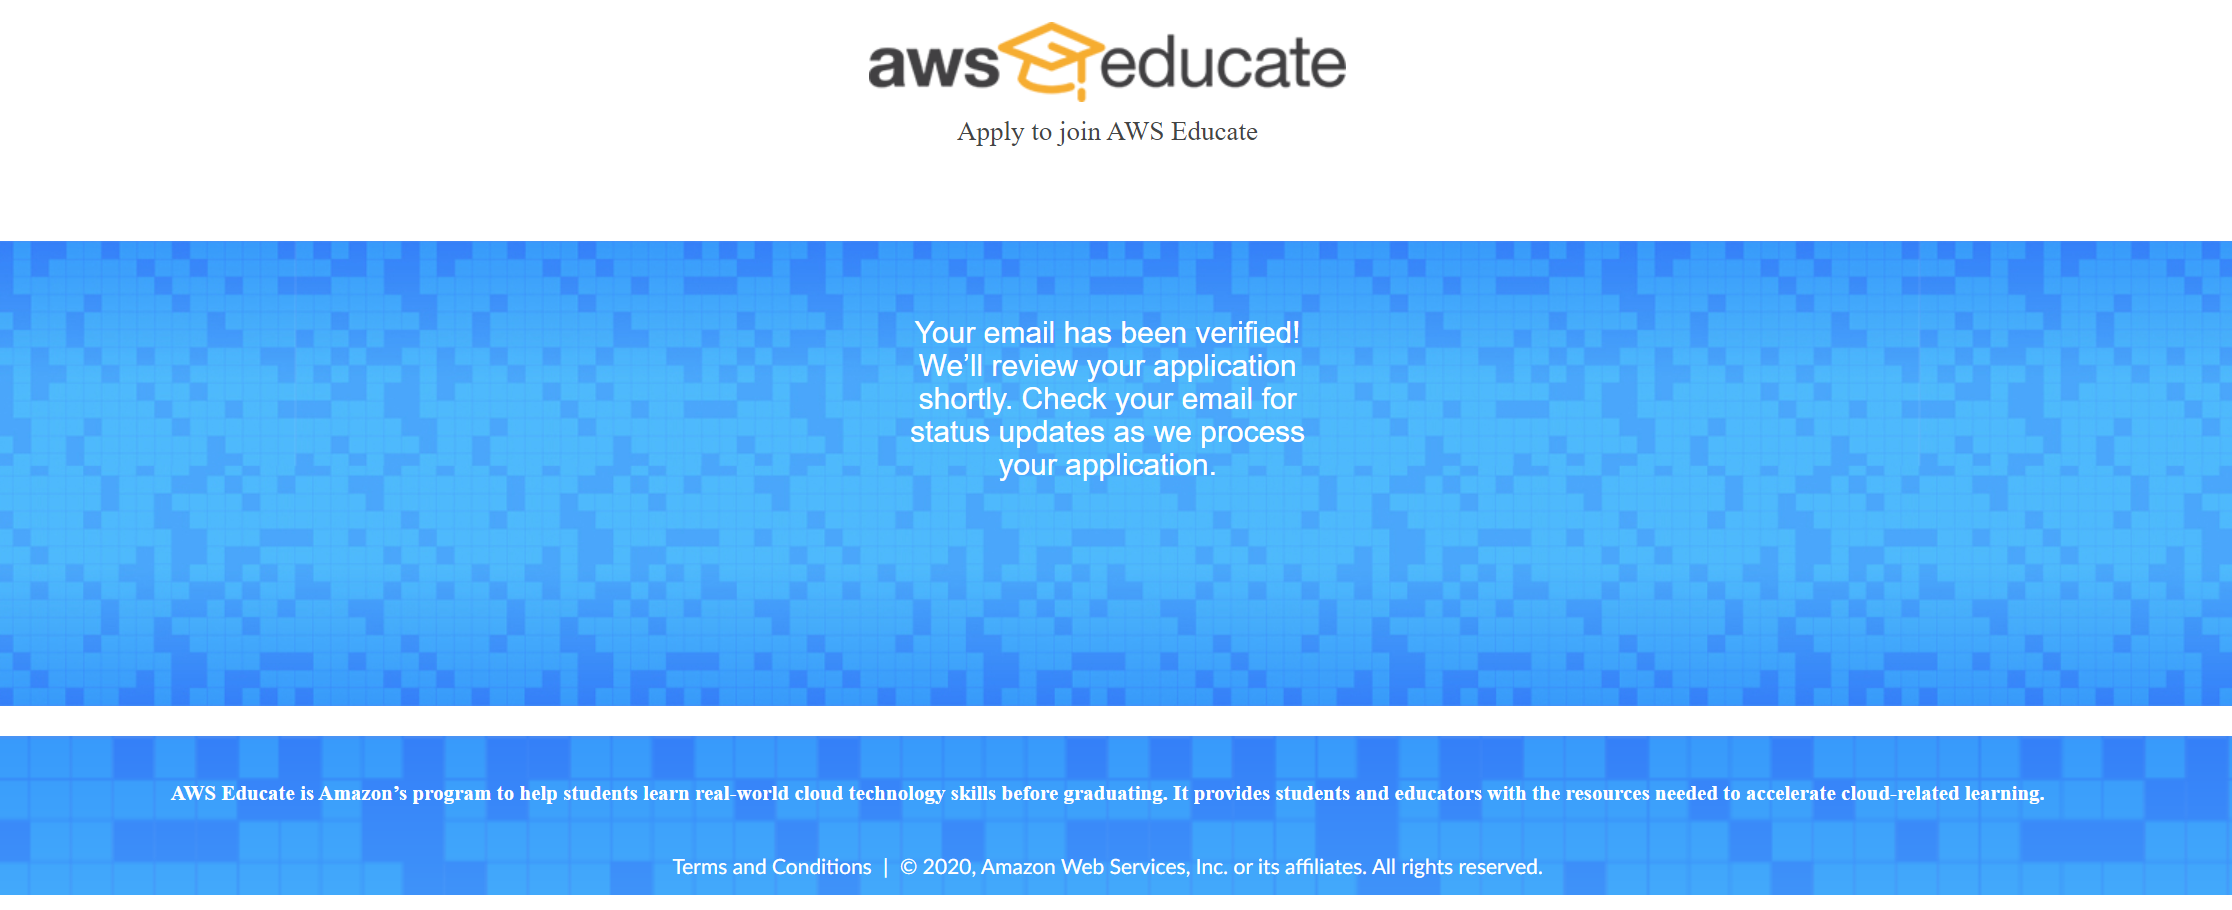 aws educate
Apply to join AWS Educate
Your email has been verified!
We’ll review your application
shortly. Check your email for
status updates as we process
your application.
AWS Educate is Amazon’s program to help students learn real-world cloud technology skills before graduating. It provides students and educators with the resources needed to accelerate cloud-related learning.
Terms and Conditions | © 2020, Amazon Web Services, Inc. or its affiliates. All rights reserved.